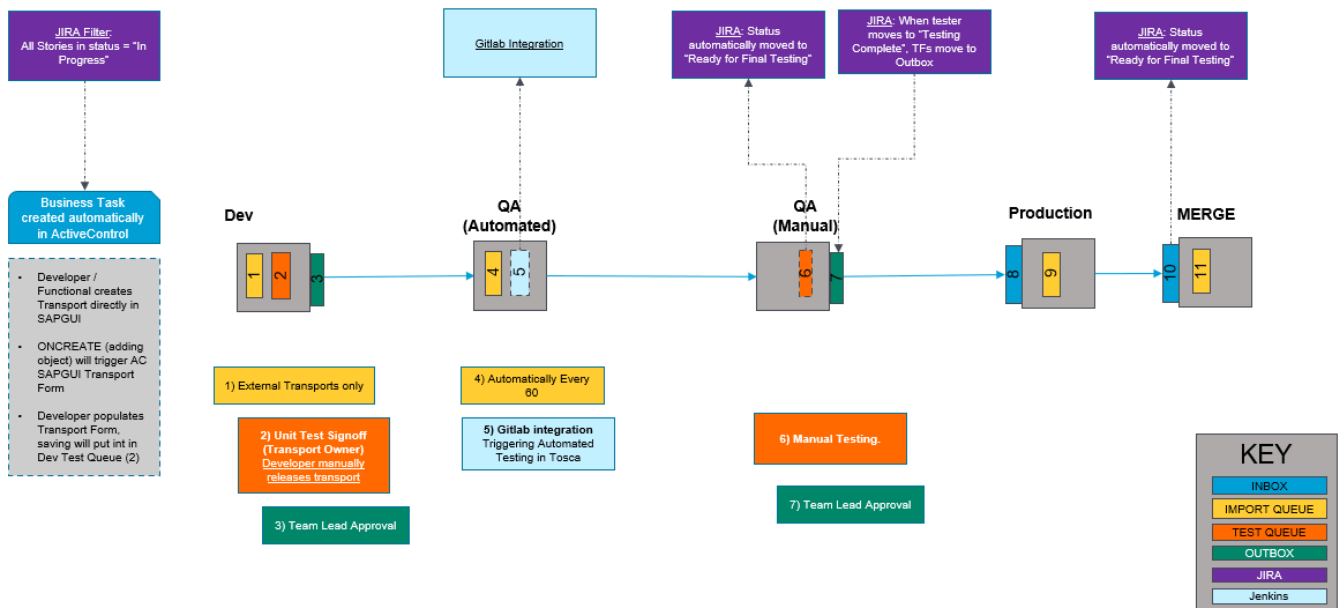 JIRA Filter:
All Stories in status = "In
Progress"
Gitlab Integration
JIRA: Status
automatically moved to
"Ready for Final Testing"
JIRA: When tester
moves to "Testing
Complete", TFs move to
Outbox
JIRA: Status
automatically moved to
"Ready for Final Testing"
Business Task
created automatically
in ActiveControl
• Developer /
Functional creates
Transport directly in
SAPGUI
• ONCREATE (adding
object) will trigger AC
SAPGUI Transport
Form
• Developer populates
Transport Form,
saving will put int in
Dev Test Queue (2)
Dev
1
2
3
QA
(Automated)
4
5
QA
(Manual)
6
7
Production
8
9
MERGE
10
11
1) External Transports only
2) Unit Test Signoff
(Transport Owner)
Developer manually
releases transport
3) Team Lead Approval
4) Automatically Every
60
5) Gitlab integration
Triggering Automated
Testing in Tosca
6) Manual Testing.
7) Team Lead Approval
KEY
INBOX
IMPORT QUEUE
TEST QUEUE
OUTBOX
JIRA
Jenkins